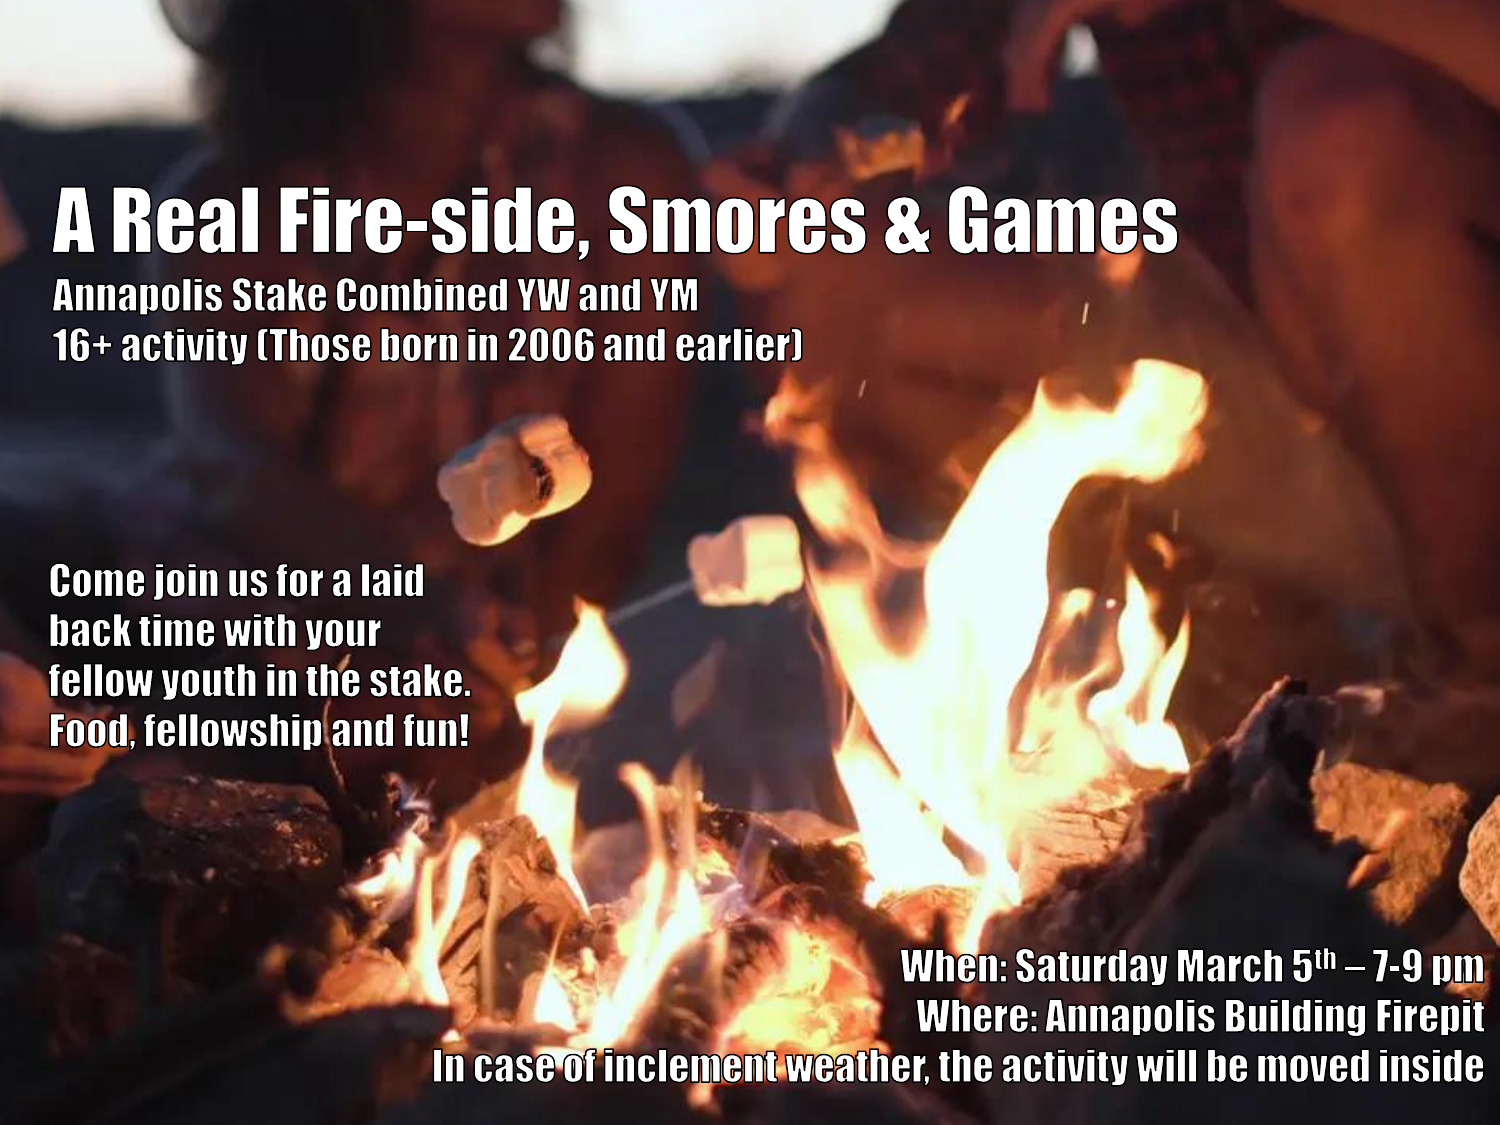 A Real Fire-side, Smores & Games
Annapolis Stake Combined YW and YM
16+ activity (Those born in 2006 and earlier)
Come join us for a laid
back time with your
fellow youth in the stake.
Food, fellowship and fun!
When: Saturday March 5th – 7-9 pm
Where: Annapolis Building Firepit
In case of inclement weather, the activity will be moved inside